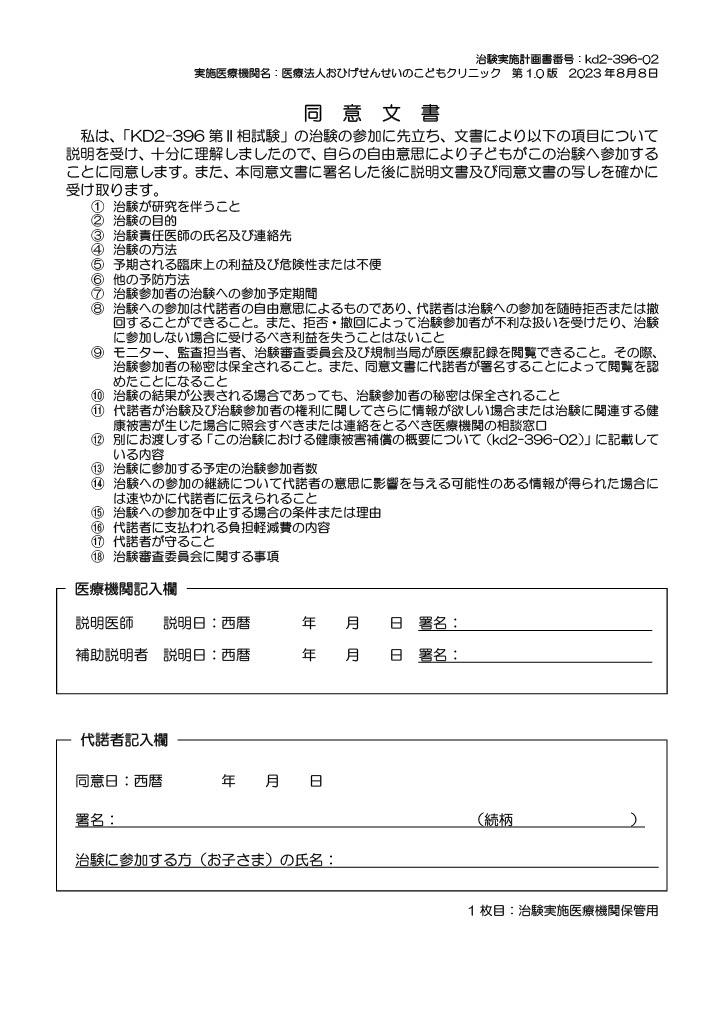 治験実施計画書番号：kd2-396-02
実施医療機関名：医療法人おひげせんせいのこどもクリニック　第 1.0 版　2023 年 8 月 8 日
同　意　文　書
私は、「KD2-396 第Ⅱ相試験」の治験の参加に先立ち、文書により以下の項目について
説明を受け、十分に理解しましたので、自らの自由意思により子どもがこの治験へ参加する
ことに同意します。また、本同意文書に署名した後に説明文書及び同意文書の写しを確かに
受け取ります。
① 治験が研究を伴うこと
② 治験の目的
③ 治験責任医師の氏名及び連絡先
④ 治験の方法
⑤ 予期される臨床上の利益及び危険性または不便
⑥ 他の予防方法
⑦ 治験参加者の治験への参加予定期間
⑧ 治験への参加は代諾者の自由意思によるものであり、代諾者は治験への参加を随時拒否または撤
回することができること。また、拒否・撤回によって治験参加者が不利な扱いを受けたり、治験
に参加しない場合に受けるべき利益を失うことはないこと
⑨ モニター、監査担当者、治験審査委員会及び規制当局が原医療記録を閲覧できること。その際、
治験参加者の秘密は保全されること。また、同意文書に代諾者が署名することによって閲覧を認
めたことになること
⑩ 治験の結果が公表される場合であっても、治験参加者の秘密は保全されること
⑪ 代諾者が治験及び治験参加者の権利に関してさらに情報が欲しい場合または治験に関連する健
康被害が生じた場合に照会すべきまたは連絡をとるべき医療機関の相談窓口
⑫ 別にお渡しする「この治験における健康被害補償の概要について（kd2-396-02）」に記載して
いる内容
⑬ 治験に参加する予定の治験参加者数
⑭ 治験への参加の継続について代諾者の意思に影響を与える可能性のある情報が得られた場合に
は速やかに代諾者に伝えられること
⑮ 治験への参加を中止する場合の条件または理由
⑯ 代諾者に支払われる負担軽減費の内容
⑰ 代諾者が守ること
⑱ 治験審査委員会に関する事項
医療機関記入欄
説明医師　説明日：西暦　　　年　　月　　日　署名：
補助説明者　説明日：西暦　　　年　　月　　日　署名：
代諾者記入欄
同意日：西暦　　　年　　月　　日
署名：　　　　　　　　　　（続柄　　　　　　）
治験に参加する方（お子さま）の氏名：
1 枚目：治験実施医療機関保管用